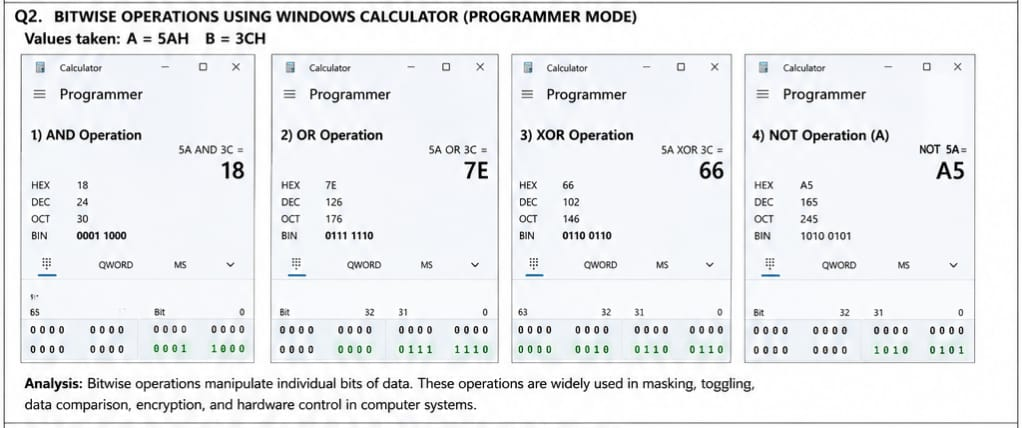 Q2. BITWISE OPERATIONS USING WINDOWS CALCULATOR (PROGRAMMER MODE)
Values taken: A = 5AH B = 3CH
Calculator
Programmer
1) AND Operation
5A AND 3C =
18
HEX 18
DEC 24
OCT 30
BIN 0001 1000
QWORD MS
65 Bit 0
0000 0000 0000 0000
0000 0000 0001 1000
Calculator
Programmer
2) OR Operation
5A OR 3C =
7E
HEX 7E
DEC 126
OCT 176
BIN 0111 1110
QWORD MS
Bit 32 31 0
0000 0000 0000 0000
0000 0000 0111 1110
Calculator
Programmer
3) XOR Operation
5A XOR 3C =
66
HEX 66
DEC 102
OCT 146
BIN 0110 0110
QWORD MS
63 32 31 0
0000 0000 0000 0000
0000 0010 0110 0110
Calculator
Programmer
4) NOT Operation (A)
NOT 5A=
A5
HEX A5
DEC 165
OCT 245
BIN 1010 0101
QWORD MS
Bit 32 31 0
0000 0000 0000 0000
0000 0000 1010 0101
Analysis: Bitwise operations manipulate individual bits of data. These operations are widely used in masking, toggling,
data comparison, encryption, and hardware control in computer systems.